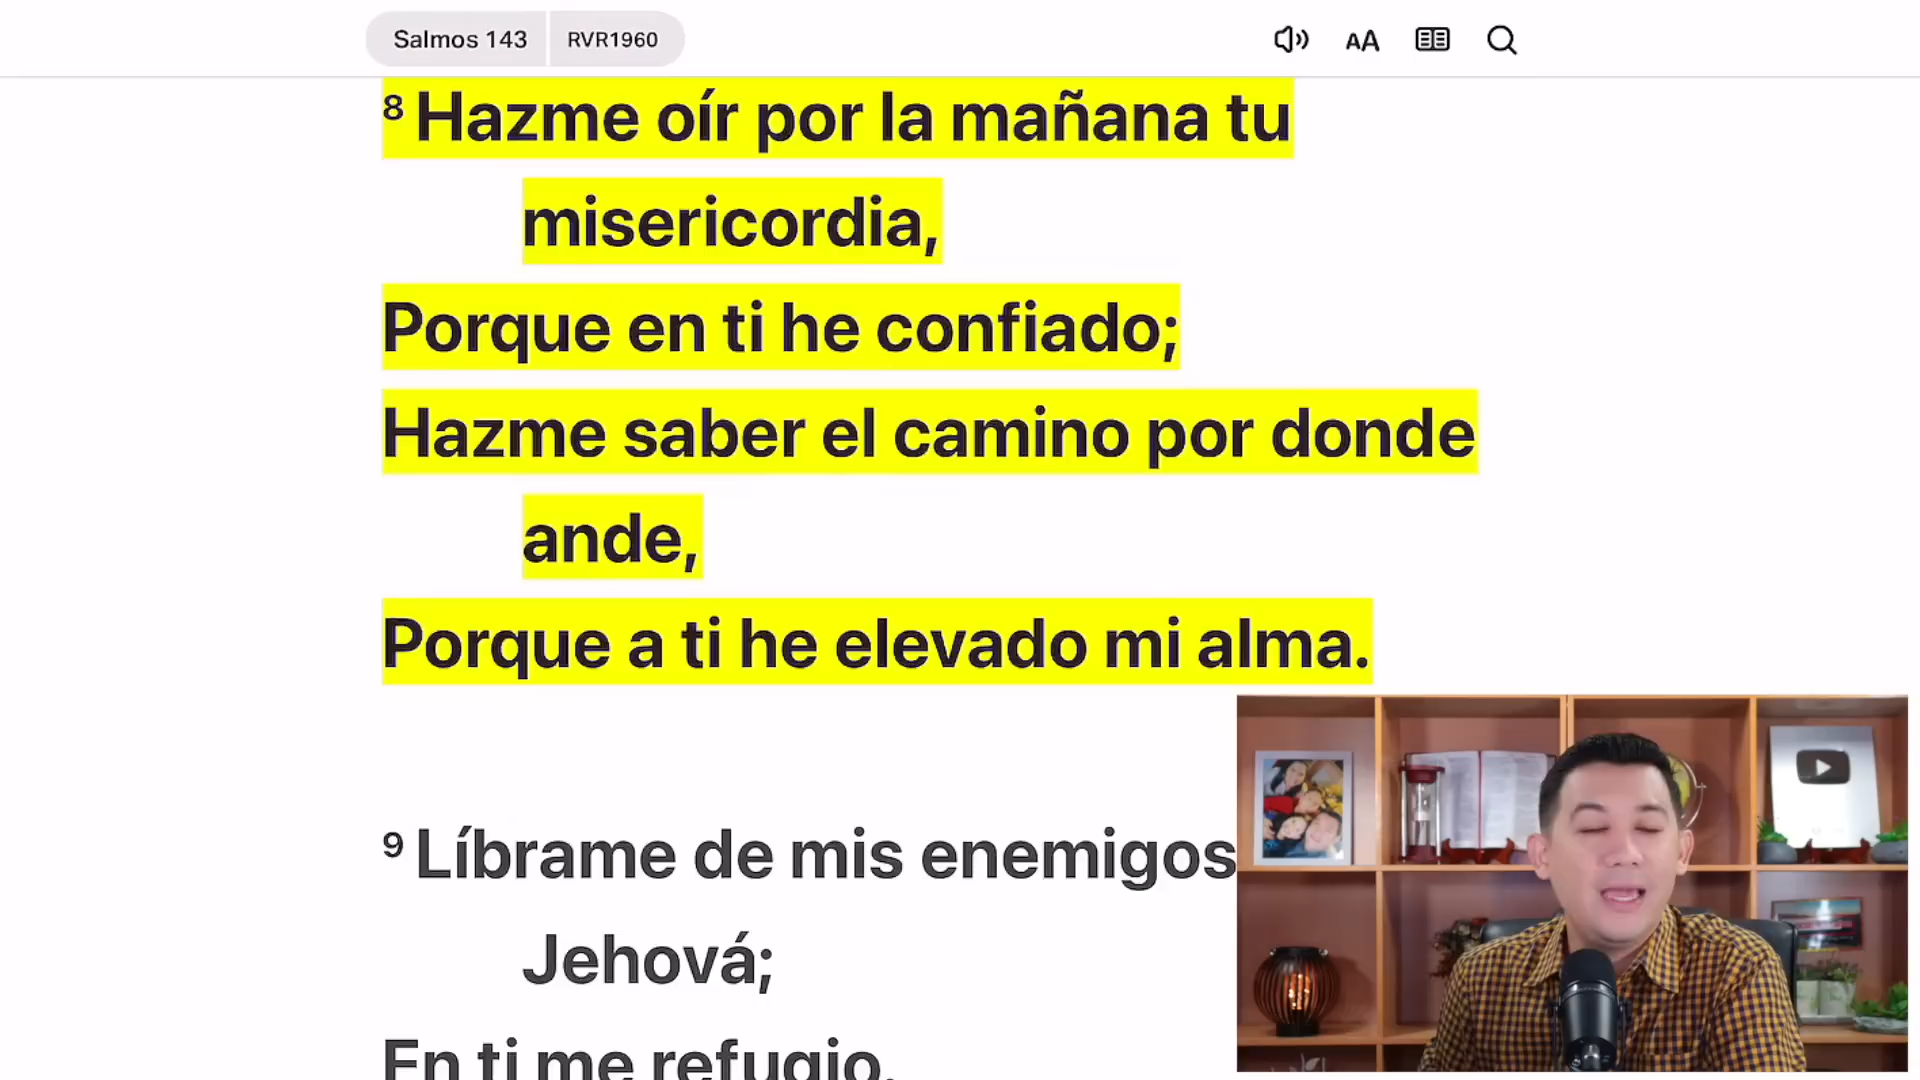 Salmos 143 RVR1960 AA
8 Hazme oír por la mañana tu
misericordia,
Porque en ti he confiado;
Hazme saber el camino por donde
ande,
Porque a ti he elevado mi alma.
9 Líbrame de mis enemigos
Jehová;
En ti me refugio.